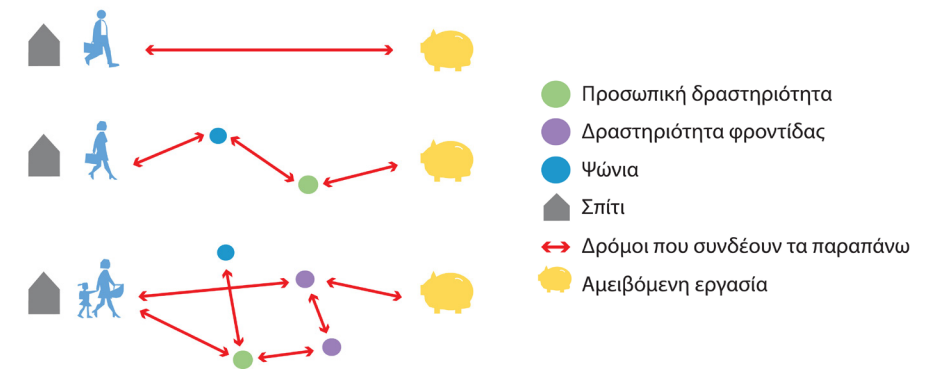 Προσωπική δραστηριότητα
Δραστηριότητα φροντίδας
Ψώνια
Σπίτι
Δρόμοι που συνδέουν τα παραπάνω
Αμειβόμενη εργασία